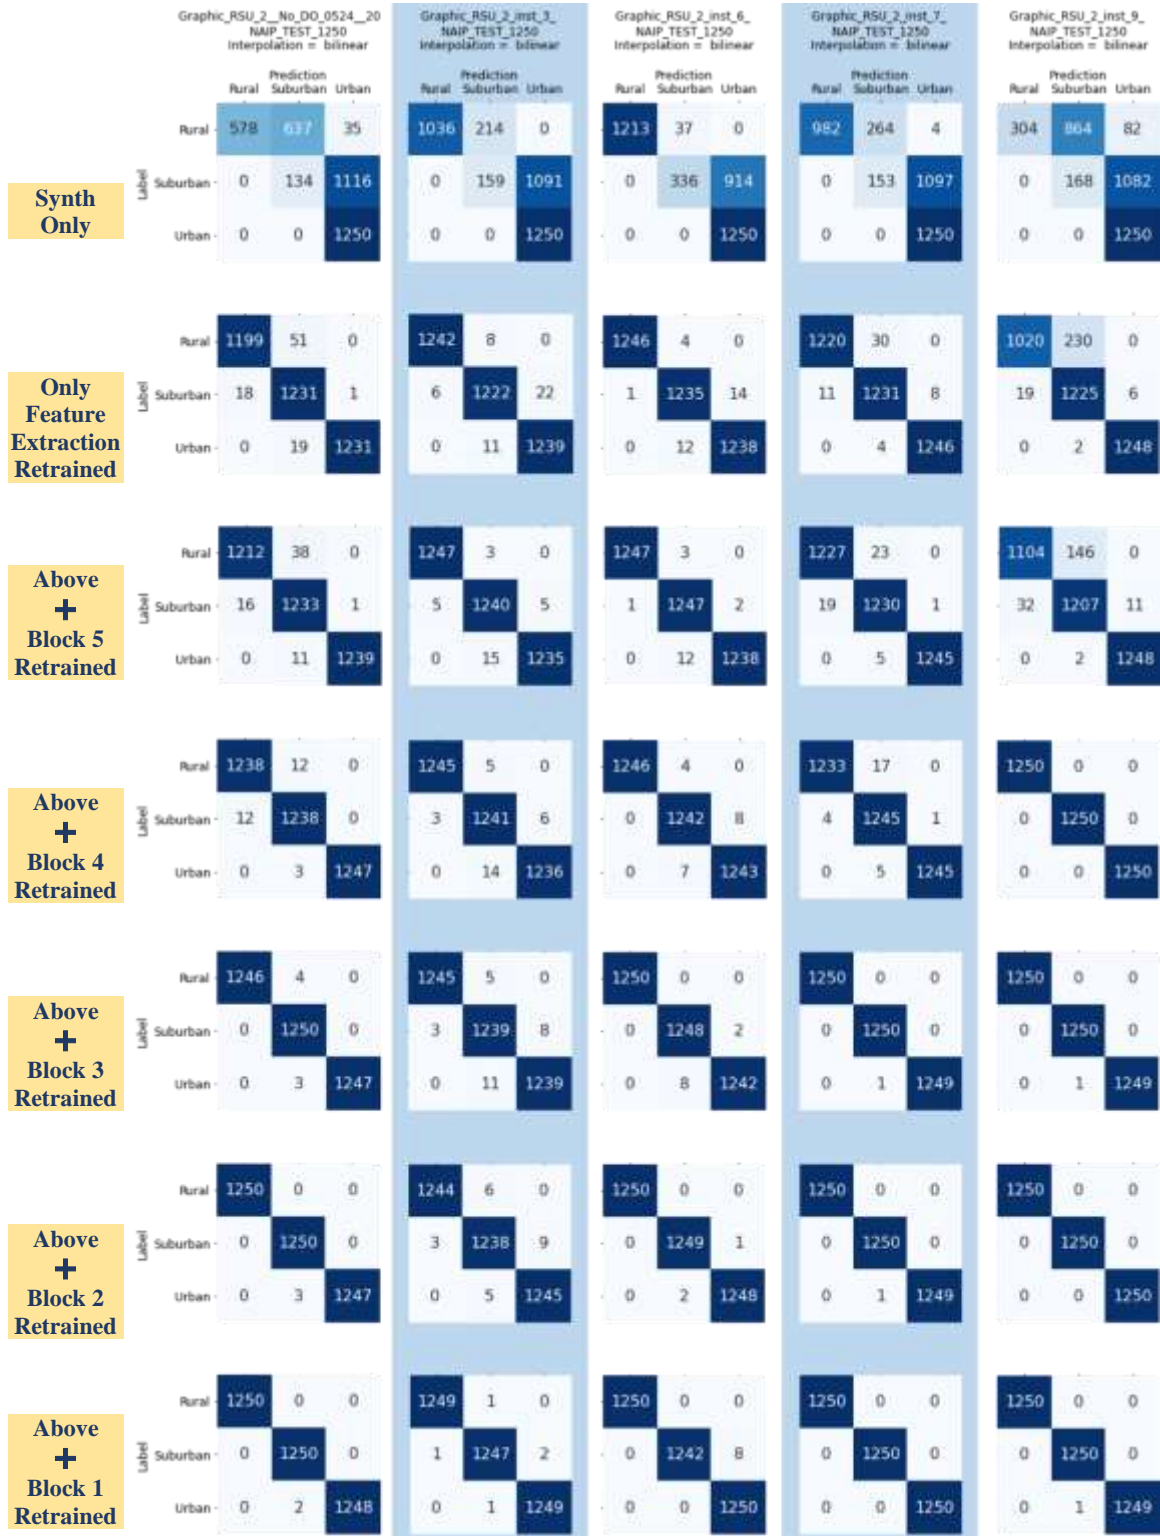 Graphic_RSU_2__No_DO_0524__20 Graphic_RSU_2_inst_3_ Graphic_RSU_2_inst_6_ Graphic_RSU_2_inst_7_ Graphic_RSU_2_inst_9_
NAIP_TEST_1250 NAIP_TEST_1250 NAIP_TEST_1250 NAIP_TEST_1250 NAIP_TEST_1250
Interpolation = bilinear Interpolation = bilinear Interpolation = bilinear Interpolation = bilinear Interpolation = bilinear
Prediction Prediction Prediction Prediction Prediction
Rural Suburban Urban Rural Suburban Urban Rural Suburban Urban Rural Suburban Urban Rural Suburban Urban
Synth
Only
Label
Rural 578 637 35 1036 214 0 1213 37 0 982 264 4 304 864 82
Suburban 0 134 1116 0 159 1091 0 336 914 0 153 1097 0 168 1082
Urban 0 0 1250 0 0 1250 0 0 1250 0 0 1250 0 0 1250
Only
Feature
Extraction
Retrained
Label
Rural 1199 51 0 1242 8 0 1246 4 0 1220 30 0 1020 230 0
Suburban 18 1231 1 6 1222 22 1 1235 14 11 1231 8 19 1225 6
Urban 0 19 1231 0 11 1239 0 12 1238 0 4 1246 0 2 1248
Above
+
Block 5
Retrained
Label
Rural 1212 38 0 1247 3 0 1247 3 0 1227 23 0 1104 146 0
Suburban 16 1233 1 5 1240 5 1 1247 2 19 1230 1 32 1207 11
Urban 0 11 1239 0 15 1235 0 12 1238 0 5 1245 0 2 1248
Above
+
Block 4
Retrained
Label
Rural 1238 12 0 1245 5 0 1246 4 0 1233 17 0 1250 0 0
Suburban 12 1238 0 3 1241 6 0 1242 8 4 1245 1 0 1250 0
Urban 0 3 1247 0 14 1236 0 7 1243 0 5 1245 0 0 1250
Above
+
Block 3
Retrained
Label
Rural 1246 4 0 1245 5 0 1250 0 0 1250 0 0 1250 0 0
Suburban 0 1250 0 3 1239 8 0 1248 2 0 1250 0 0 1250 0
Urban 0 3 1247 0 11 1239 0 8 1242 0 1 1249 0 1 1249
Above
+
Block 2
Retrained
Label
Rural 1250 0 0 1244 6 0 1250 0 0 1250 0 0 1250 0 0
Suburban 0 1250 0 3 1238 9 0 1249 1 0 1250 0 0 1250 0
Urban 0 3 1247 0 5 1245 0 2 1248 0 1 1249 0 0 1250
Above
+
Block 1
Retrained
Label
Rural 1250 0 0 1249 1 0 1250 0 0 1250 0 0 1250 0 0
Suburban 0 1250 0 1 1247 2 0 1242 8 0 1250 0 0 1250 0
Urban 0 2 1248 0 1 1249 0 0 1250 0 0 1250 0 1 1249